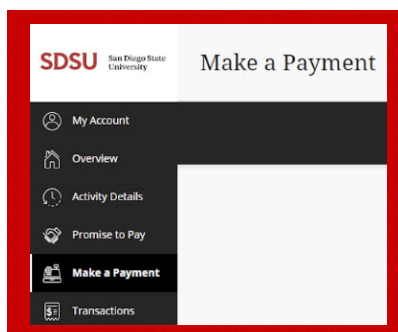 SDSU San Diego State
University
Make a Payment
My Account
Overview
Activity Details
Promise to Pay
Make a Payment
Transactions